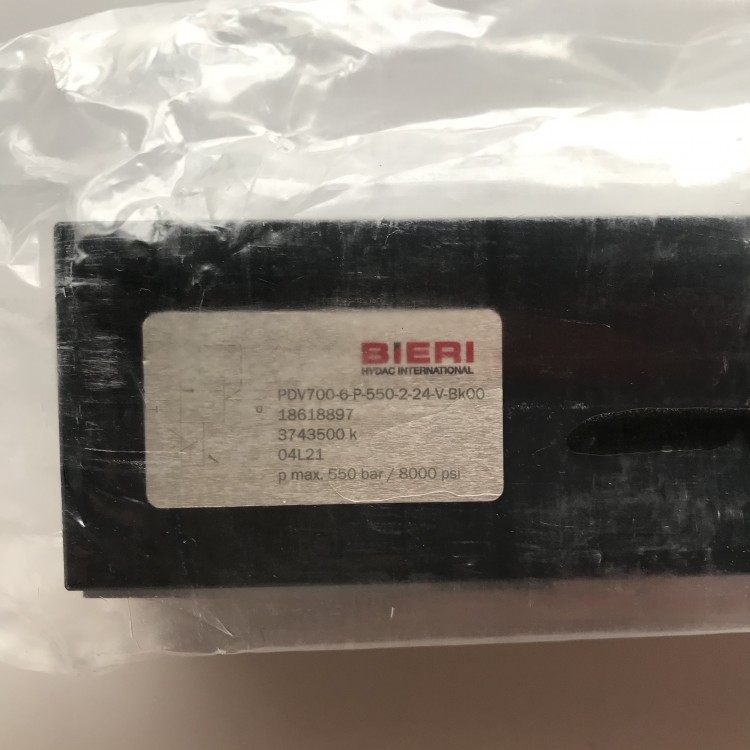 BIERI
HYDAC INTERNATIONAL
PDV700-6-P-550-2-24-V-Bk00
18618897
3743500 k
04L21
p max. 550 bar / 8000 psi